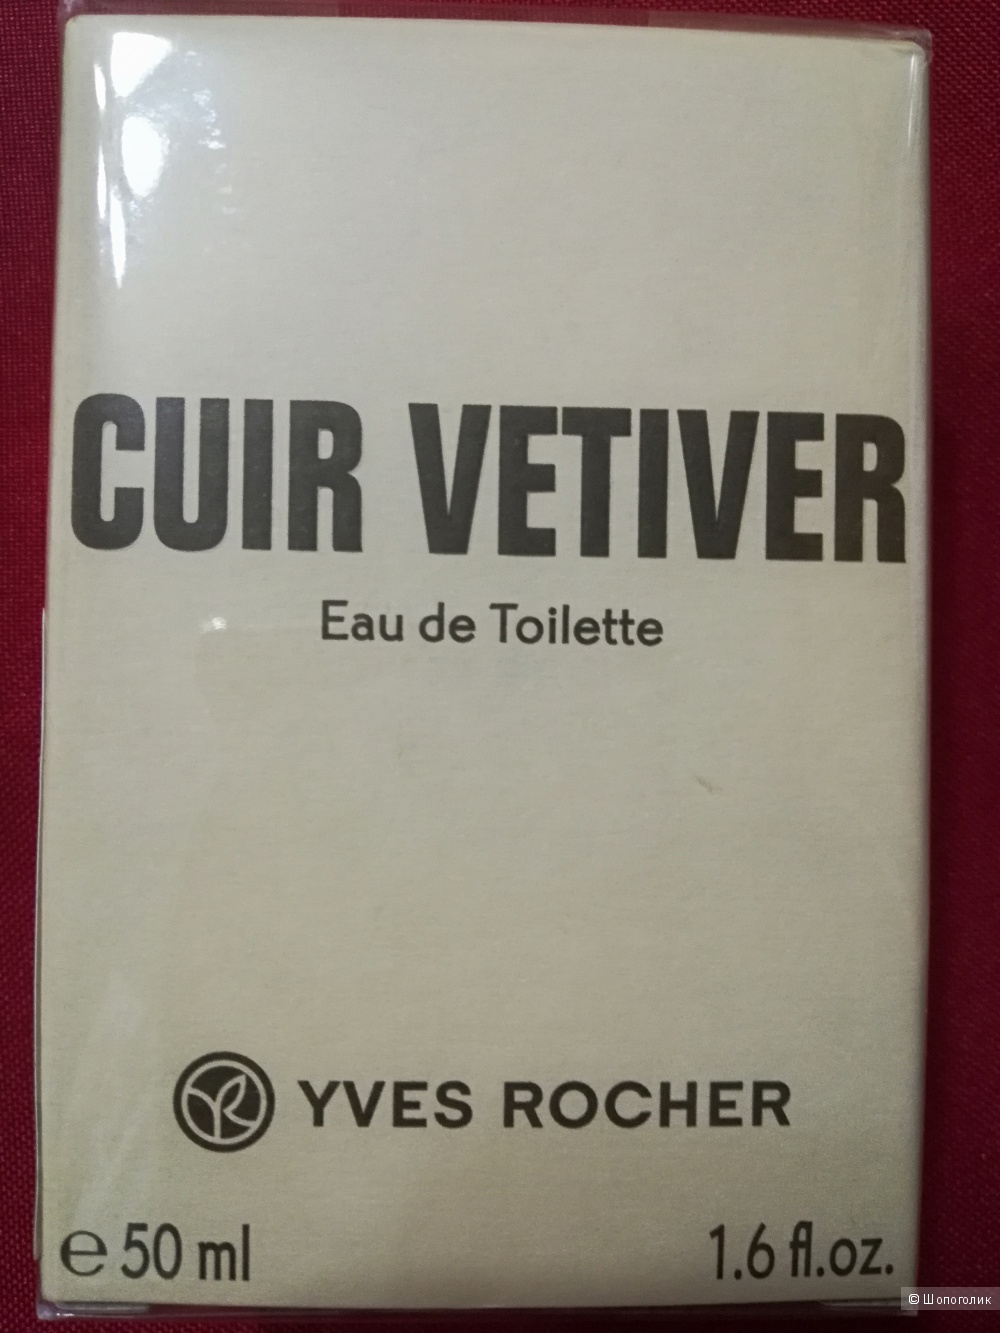 CUIR VETIVER
Eau de Toilette
YVES ROCHER
℮ 50 ml 1.6 fl.oz.
© Шопоголик